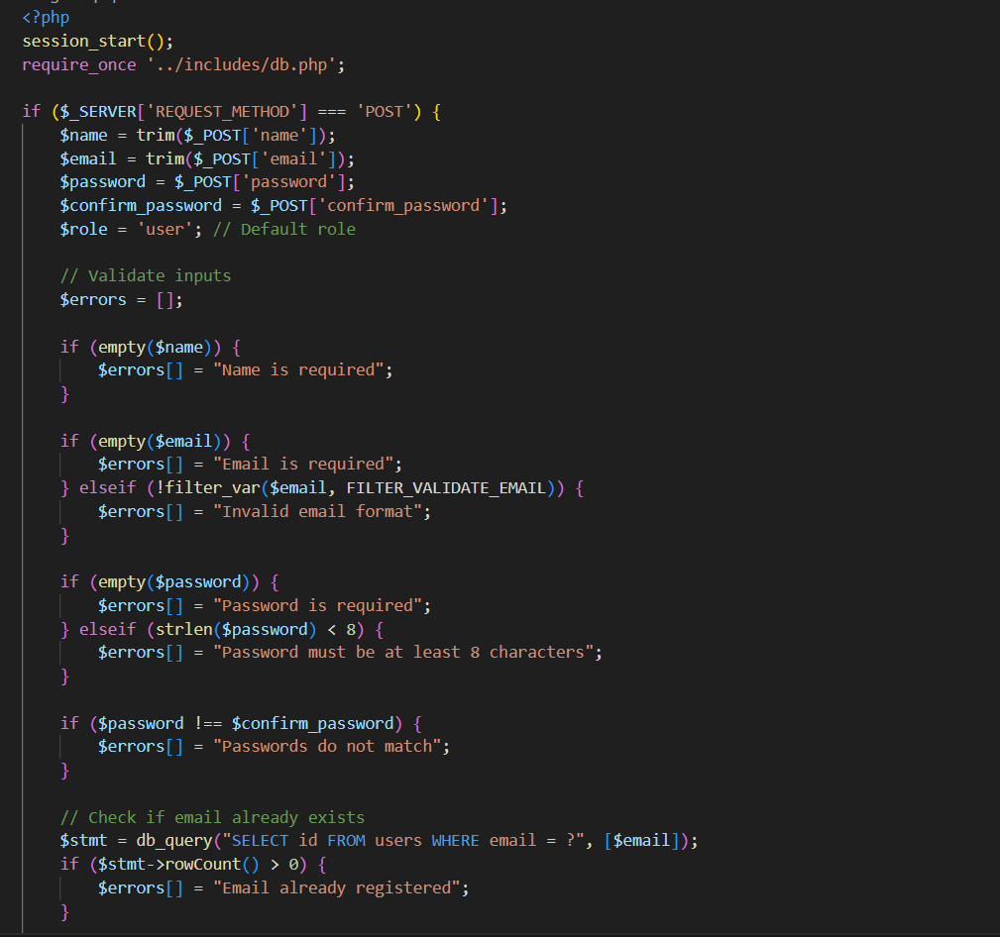 <?php
session_start();
require_once '../includes/db.php';
if ($_SERVER['REQUEST_METHOD'] === 'POST') {
$name = trim($_POST['name']);
$email = trim($_POST['email']);
$password = $_POST['password'];
$confirm_password = $_POST['confirm_password'];
$role = 'user'; // Default role
// Validate inputs
$errors = [];
if (empty($name)) {
$errors[] = "Name is required";
}
if (empty($email)) {
$errors[] = "Email is required";
} elseif (!filter_var($email, FILTER_VALIDATE_EMAIL)) {
$errors[] = "Invalid email format";
}
if (empty($password)) {
$errors[] = "Password is required";
} elseif (strlen($password) < 8) {
$errors[] = "Password must be at least 8 characters";
}
if ($password !== $confirm_password) {
$errors[] = "Passwords do not match";
}
// Check if email already exists
$stmt = db_query("SELECT id FROM users WHERE email = ?", [$email]);
if ($stmt->rowCount() > 0) {
$errors[] = "Email already registered";
}